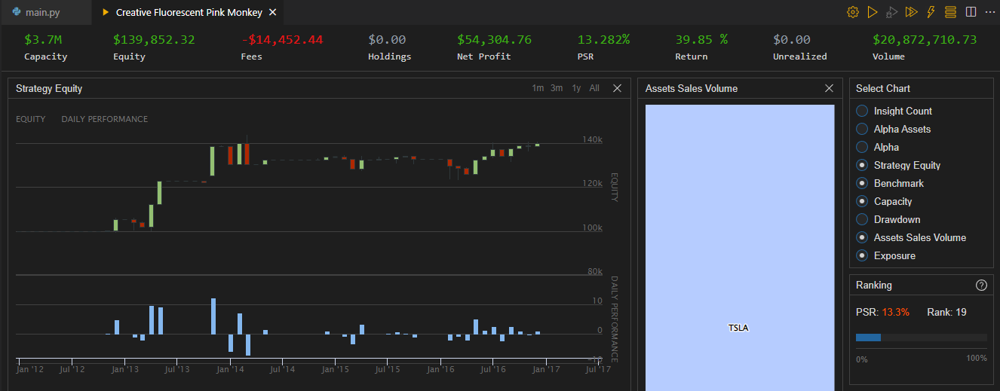 main.py
Creative Fluorescent Pink Monkey
$3.7M $139,852.32 -$14,452.44 $0.00 $54,304.76 13.282% 39.85 % $0.00 $20,872,710.73
Capacity Equity Fees Holdings Net Profit PSR Return Unrealized Volume
Strategy Equity
1m 3m 1y All
EQUITY DAILY PERFORMANCE
140k
120k
100k
80k
EQUITY
10
0
-10
DAILY PERFORMANCE
Jan '12 Jul '12 Jan '13 Jul '13 Jan '14 Jul '14 Jan '15 Jul '15 Jan '16 Jul '16 Jan '17 Jul '17
Assets Sales Volume
TSLA
Select Chart
Insight Count
Alpha Assets
Alpha
Strategy Equity
Benchmark
Capacity
Drawdown
Assets Sales Volume
Exposure
Ranking
?
PSR: 13.3% Rank: 19
0% 100%